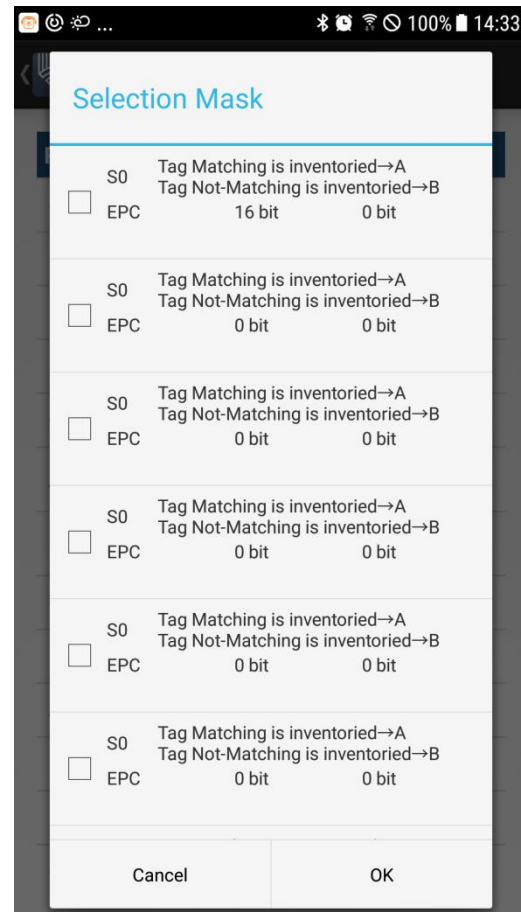 ... 100% 14:33
Selection Mask
S0 Tag Matching is inventoried→A
Tag Not-Matching is inventoried→B
EPC 16 bit 0 bit
S0 Tag Matching is inventoried→A
Tag Not-Matching is inventoried→B
EPC 0 bit 0 bit
S0 Tag Matching is inventoried→A
Tag Not-Matching is inventoried→B
EPC 0 bit 0 bit
S0 Tag Matching is inventoried→A
Tag Not-Matching is inventoried→B
EPC 0 bit 0 bit
S0 Tag Matching is inventoried→A
Tag Not-Matching is inventoried→B
EPC 0 bit 0 bit
S0 Tag Matching is inventoried→A
Tag Not-Matching is inventoried→B
EPC 0 bit 0 bit
Cancel OK